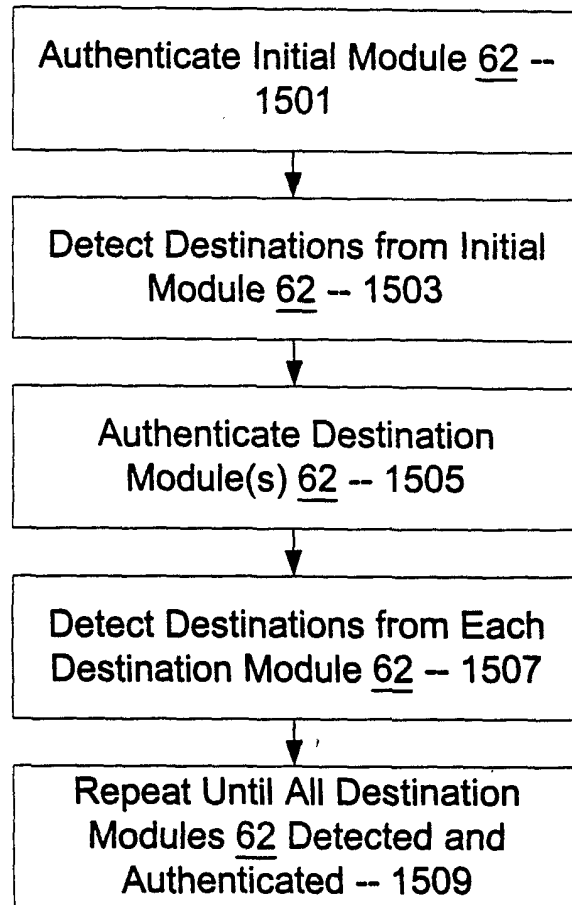 Authenticate Initial Module 62 --
1501
Detect Destinations from Initial
Module 62 -- 1503
Authenticate Destination
Module(s) 62 -- 1505
Detect Destinations from Each
Destination Module 62 -- 1507
Repeat Until All Destination
Modules 62 Detected and
Authenticated -- 1509